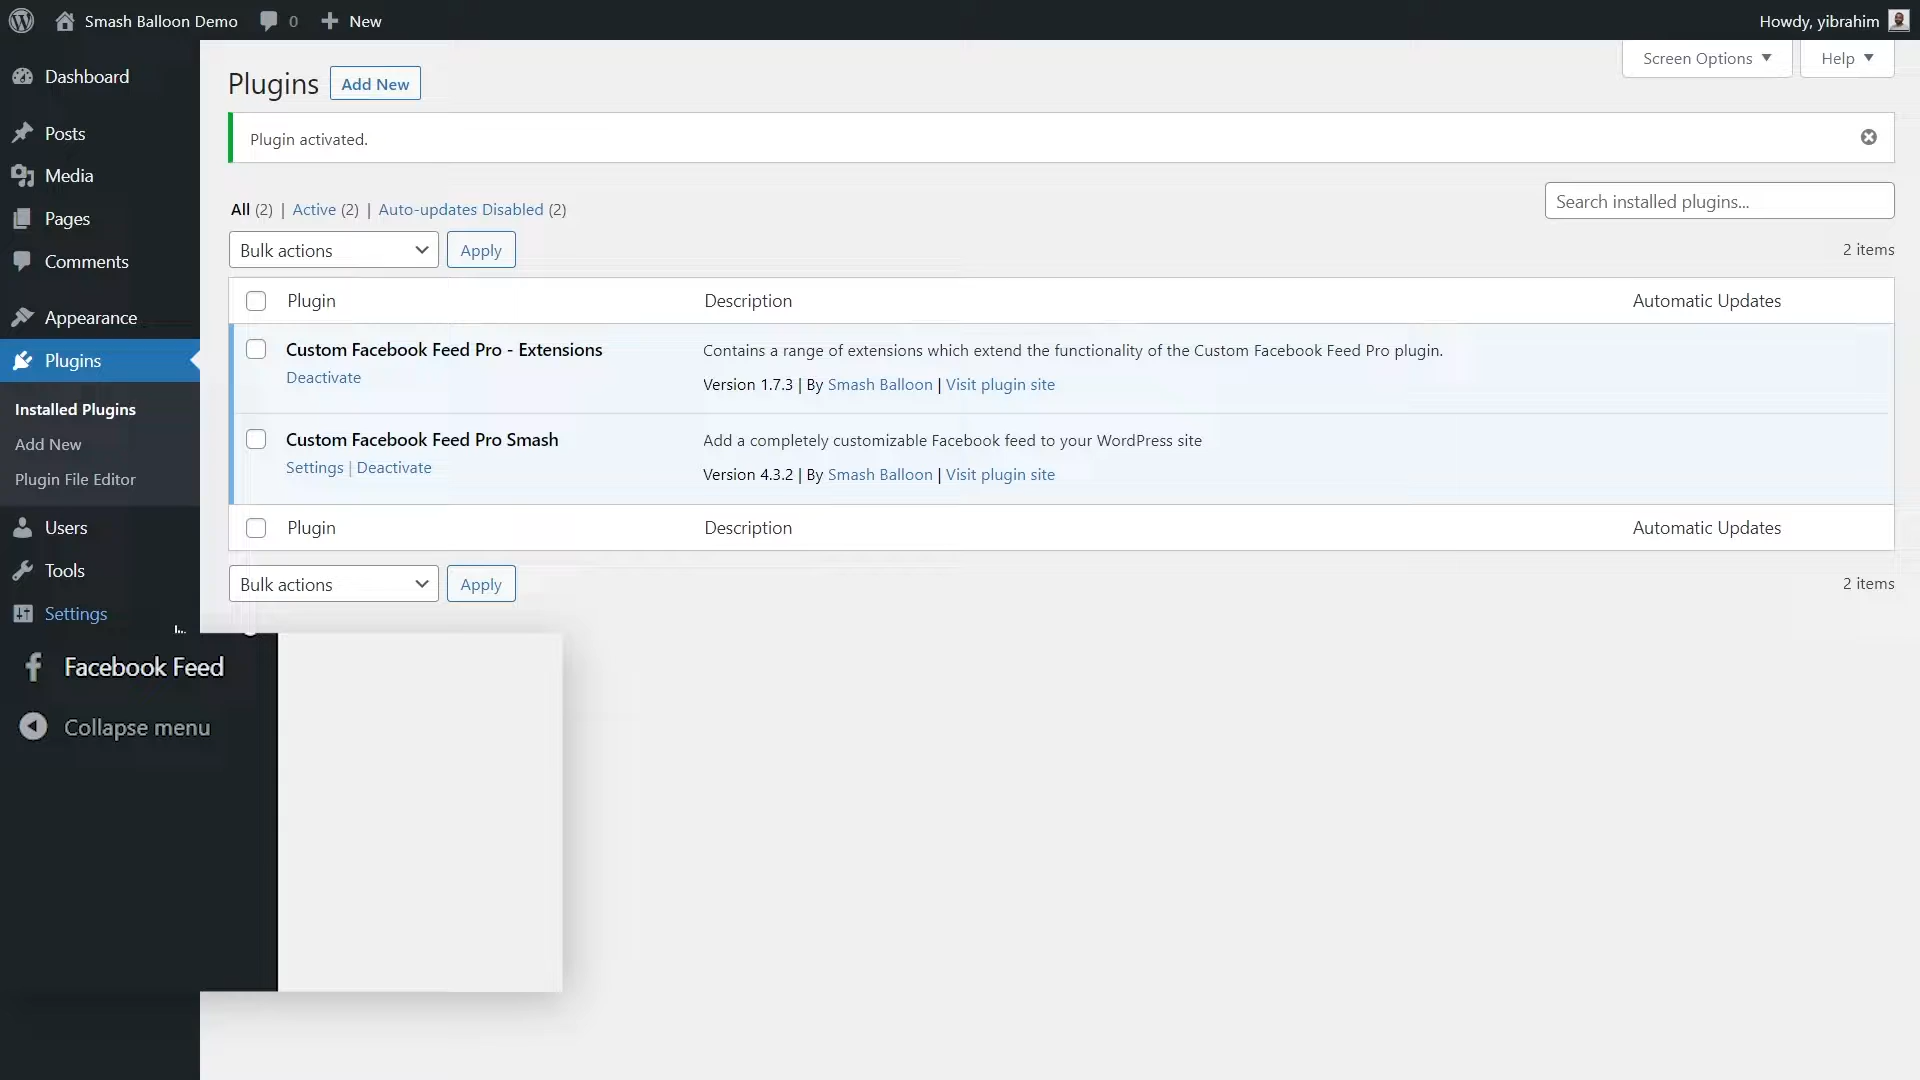 Smash Balloon Demo 0 New Howdy, yibrahim
Screen Options Help
Dashboard
Posts
Media
Pages
Comments
Appearance
Plugins
Installed Plugins
Add New
Plugin File Editor
Users
Tools
Settings
Facebook Feed
Collapse menu
Plugins Add New
Plugin activated.
All (2) | Active (2) | Auto-updates Disabled (2)
Search installed plugins...
Bulk actions Apply 2 items
Plugin Description Automatic Updates
Custom Facebook Feed Pro - Extensions Contains a range of extensions which extend the functionality of the Custom Facebook Feed Pro plugin.
Deactivate Version 1.7.3 | By Smash Balloon | Visit plugin site
Custom Facebook Feed Pro Smash Add a completely customizable Facebook feed to your WordPress site
Settings | Deactivate Version 4.3.2 | By Smash Balloon | Visit plugin site
Plugin Description Automatic Updates
Bulk actions Apply 2 items